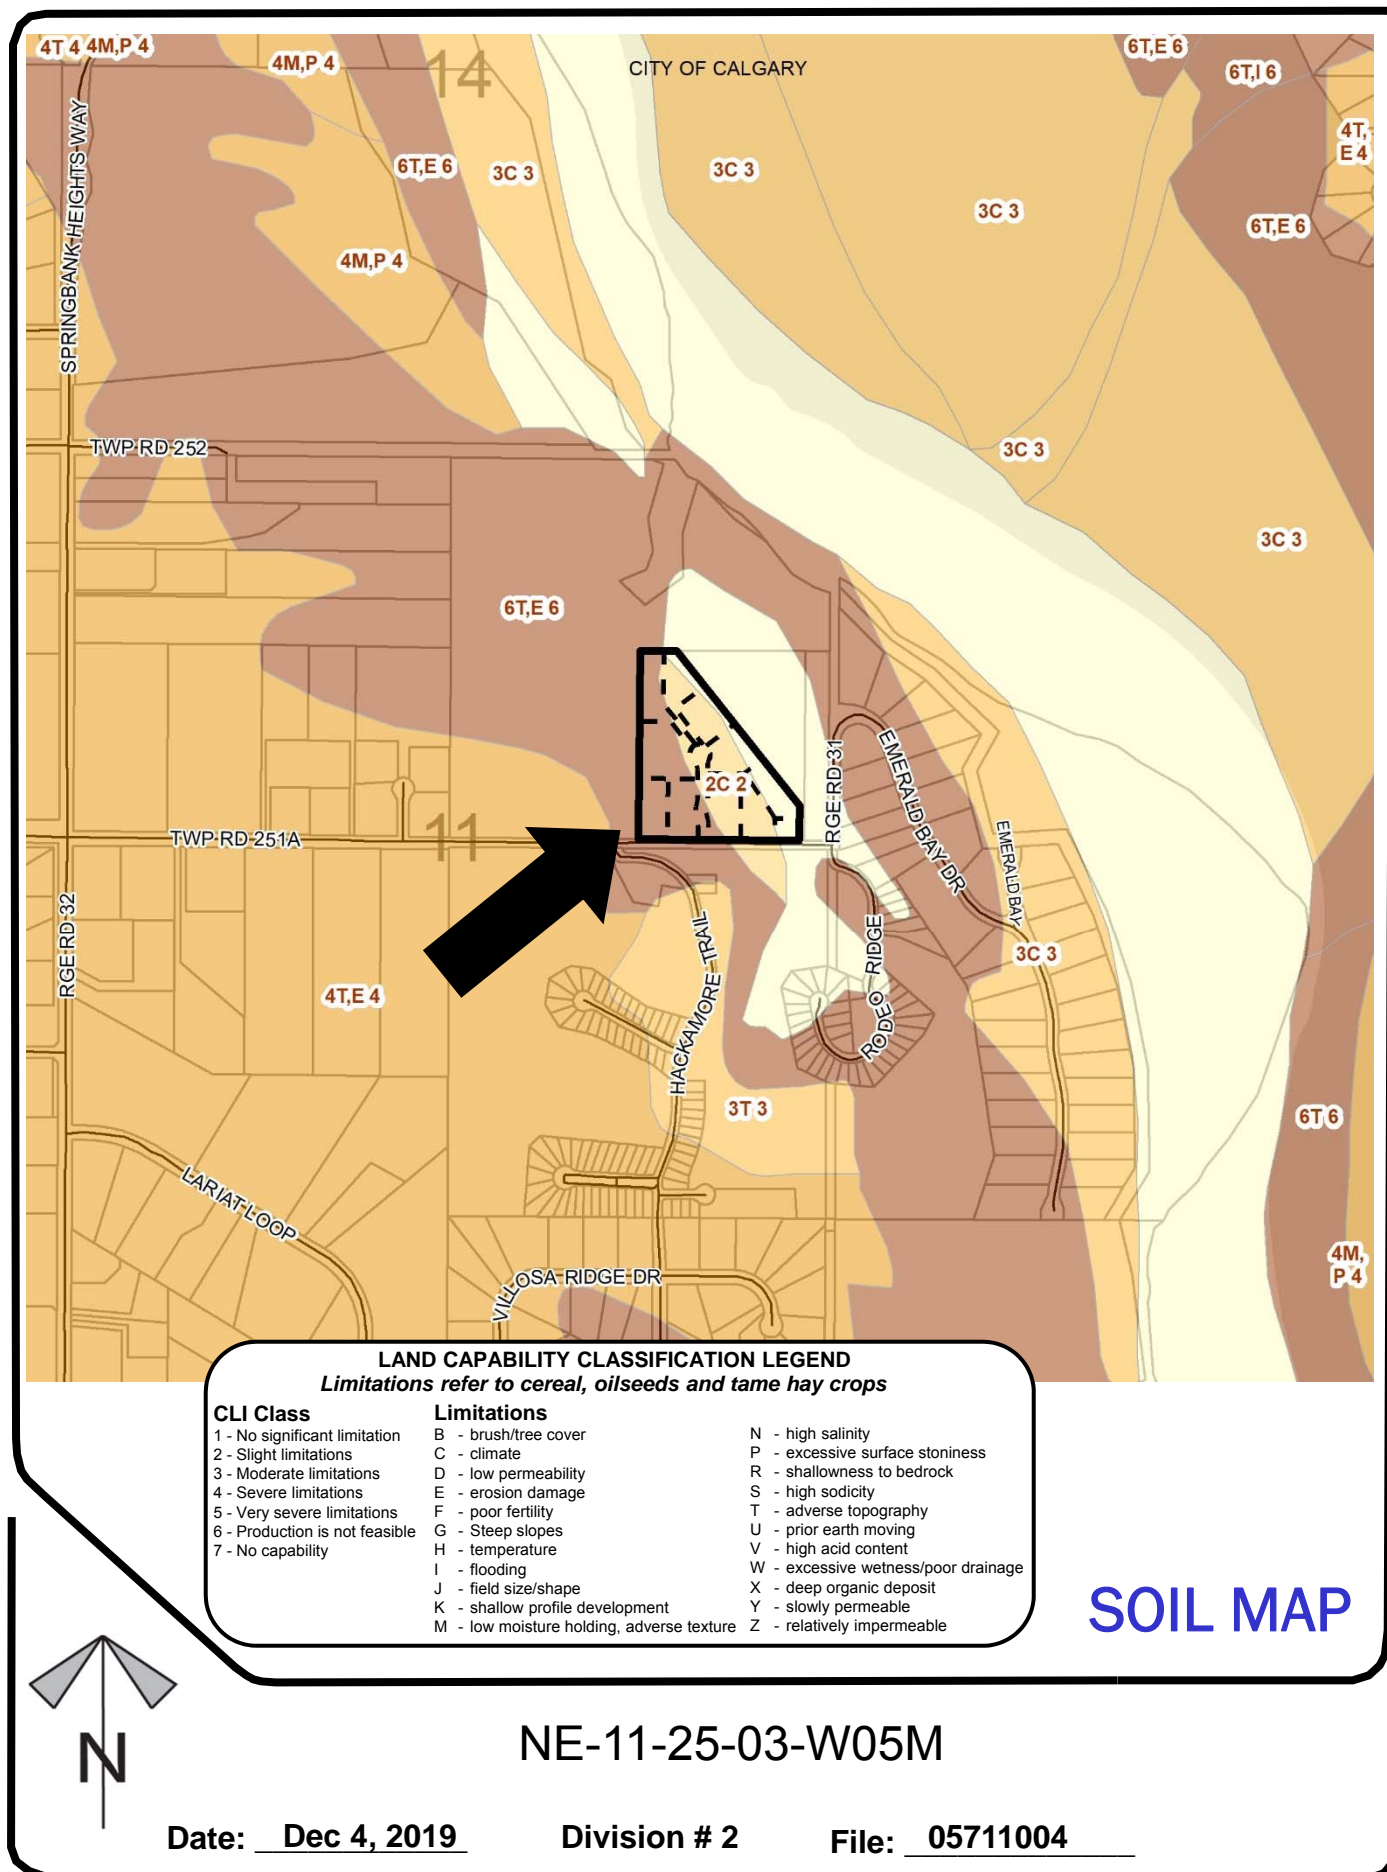 4T 4
4M,P 4
4M,P 4
14
CITY OF CALGARY
6T,E 6
6T,I 6
4T,
E 4
6T,E 6
3C 3
3C 3
3C 3
6T,E 6
4M,P 4
SPRINGBANK HEIGHTS WAY
TWP RD 252
3C 3
3C 3
6T,E 6
2C 2
RGE RD 31
EMERALD BAY DR
EMERALD BAY
TWP RD 251A
11
RGE RD 32
4T,E 4
HACKAMORE TRAIL
RODEO RIDGE
3C 3
3T 3
6T 6
LARIAT LOOP
VILLOSA RIDGE DR
4M,
P 4
LAND CAPABILITY CLASSIFICATION LEGEND
Limitations refer to cereal, oilseeds and tame hay crops
CLI Class
1 - No significant limitation
2 - Slight limitations
3 - Moderate limitations
4 - Severe limitations
5 - Very severe limitations
6 - Production is not feasible
7 - No capability
Limitations
B - brush/tree cover
C - climate
D - low permeability
E - erosion damage
F - poor fertility
G - Steep slopes
H - temperature
I - flooding
J - field size/shape
K - shallow profile development
M - low moisture holding, adverse texture
N - high salinity
P - excessive surface stoniness
R - shallowness to bedrock
S - high sodicity
T - adverse topography
U - prior earth moving
V - high acid content
W - excessive wetness/poor drainage
X - deep organic deposit
Y - slowly permeable
Z - relatively impermeable
SOIL MAP
N
NE-11-25-03-W05M
Date: Dec 4, 2019
Division # 2
File: 05711004